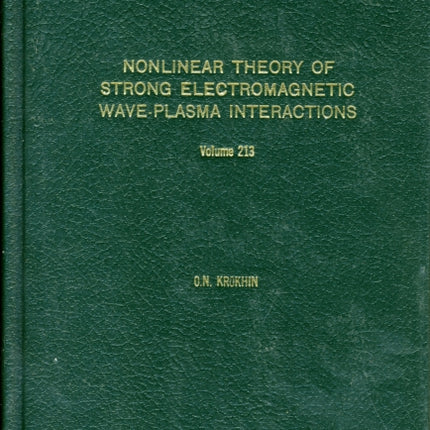 NONLINEAR THEORY OF
STRONG ELECTROMAGNETIC
WAVE-PLASMA INTERACTIONS
Volume 213
O.N. KROKHIN